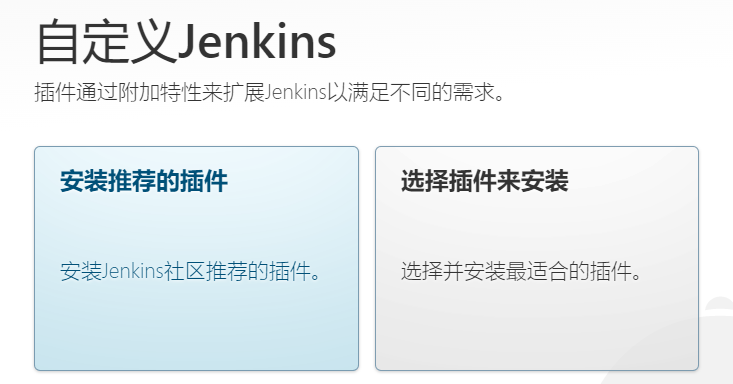 自定义Jenkins
插件通过附加特性来扩展Jenkins以满足不同的需求。
安装推荐的插件
安装Jenkins社区推荐的插件。
选择插件来安装
选择并安装最适合的插件。